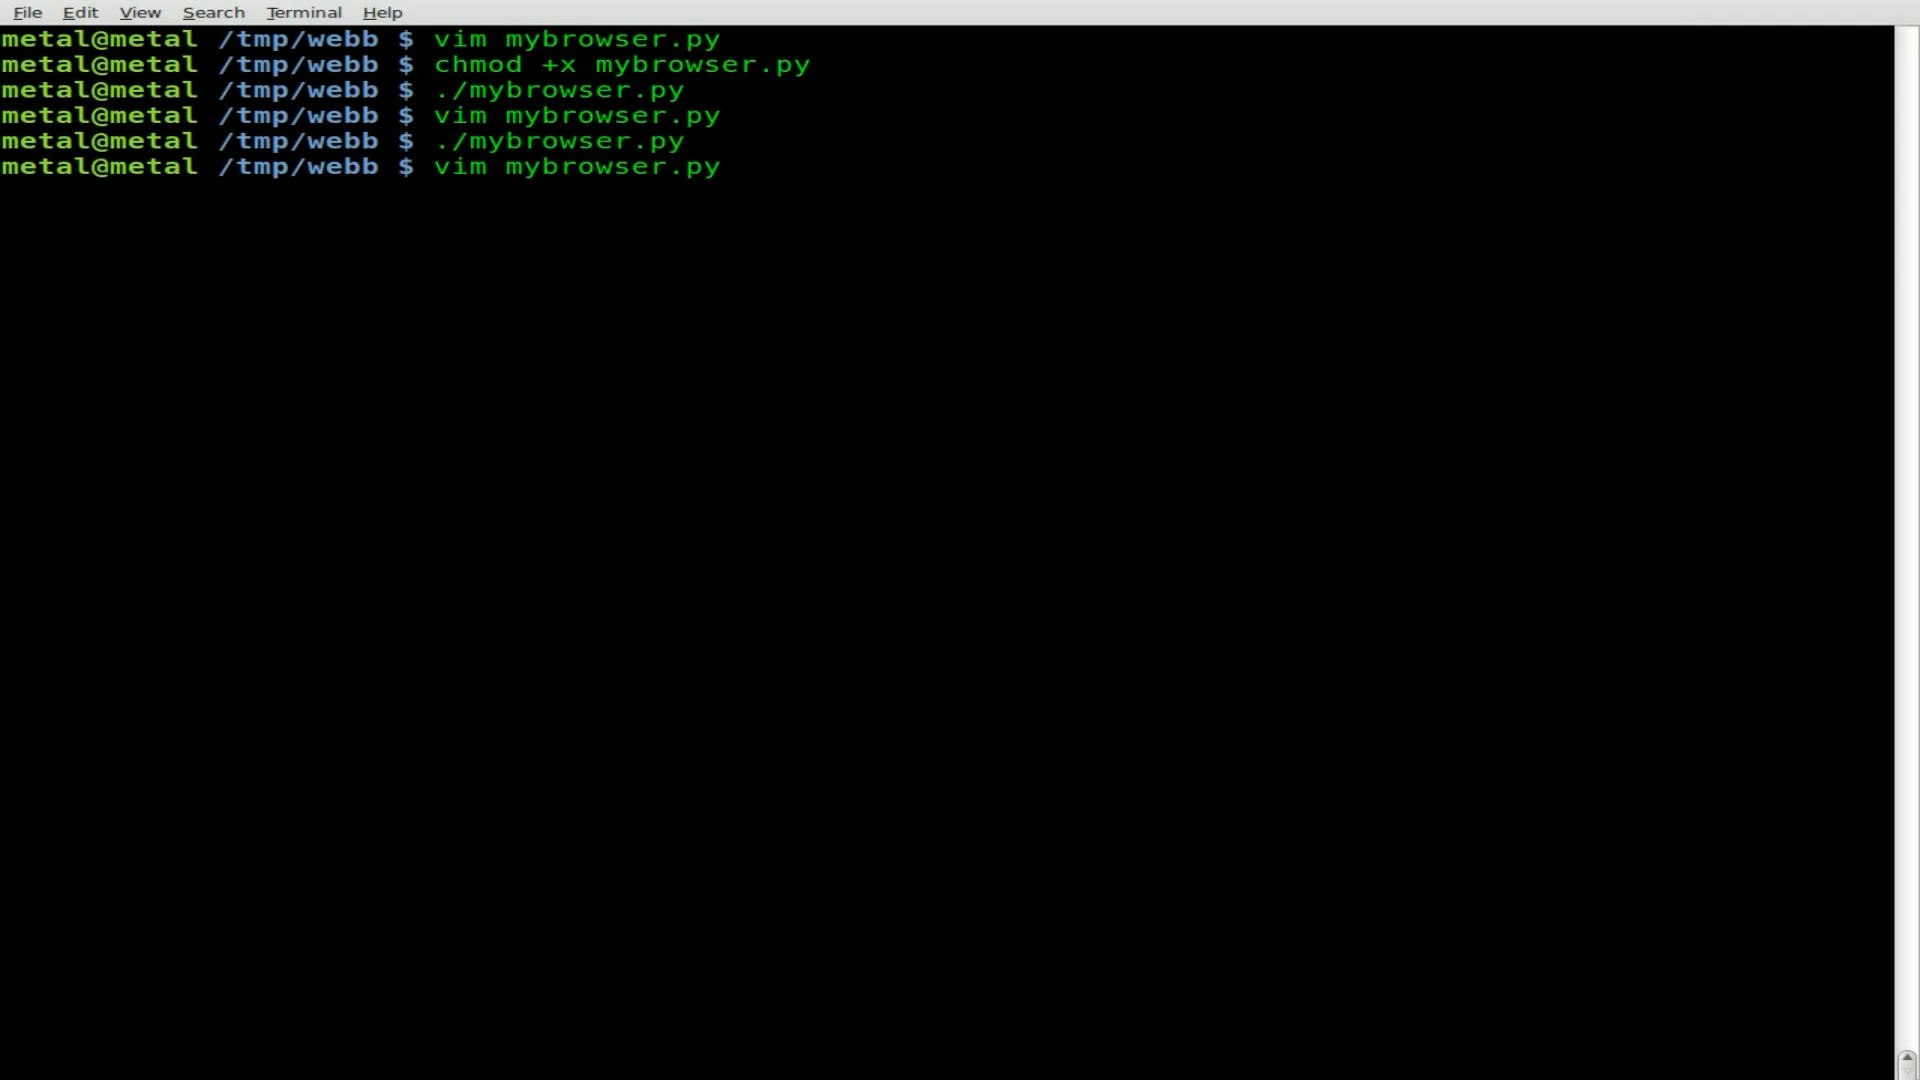 File Edit View Search Terminal Help
metal@metal /tmp/webb $ vim mybrowser.py
metal@metal /tmp/webb $ chmod +x mybrowser.py
metal@metal /tmp/webb $ ./mybrowser.py
metal@metal /tmp/webb $ vim mybrowser.py
metal@metal /tmp/webb $ ./mybrowser.py
metal@metal /tmp/webb $ vim mybrowser.py